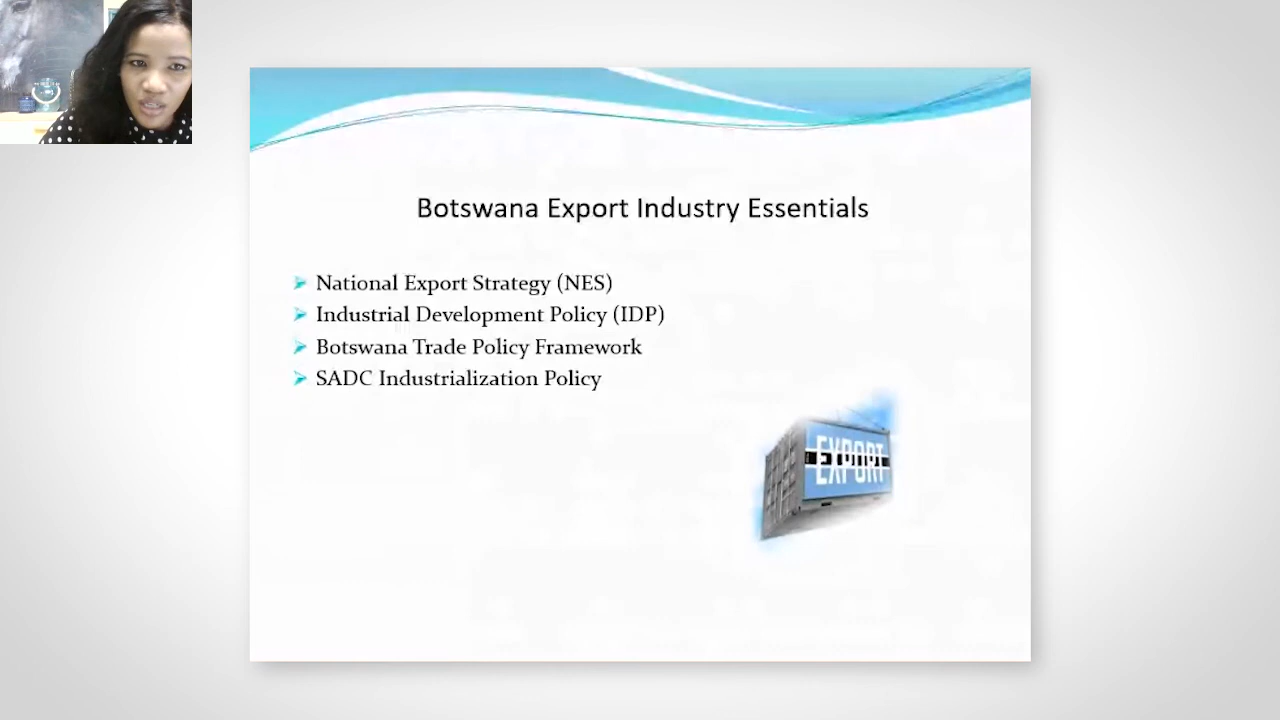 Botswana Export Industry Essentials
National Export Strategy (NES)
Industrial Development Policy (IDP)
Botswana Trade Policy Framework
SADC Industrialization Policy
EXPORT